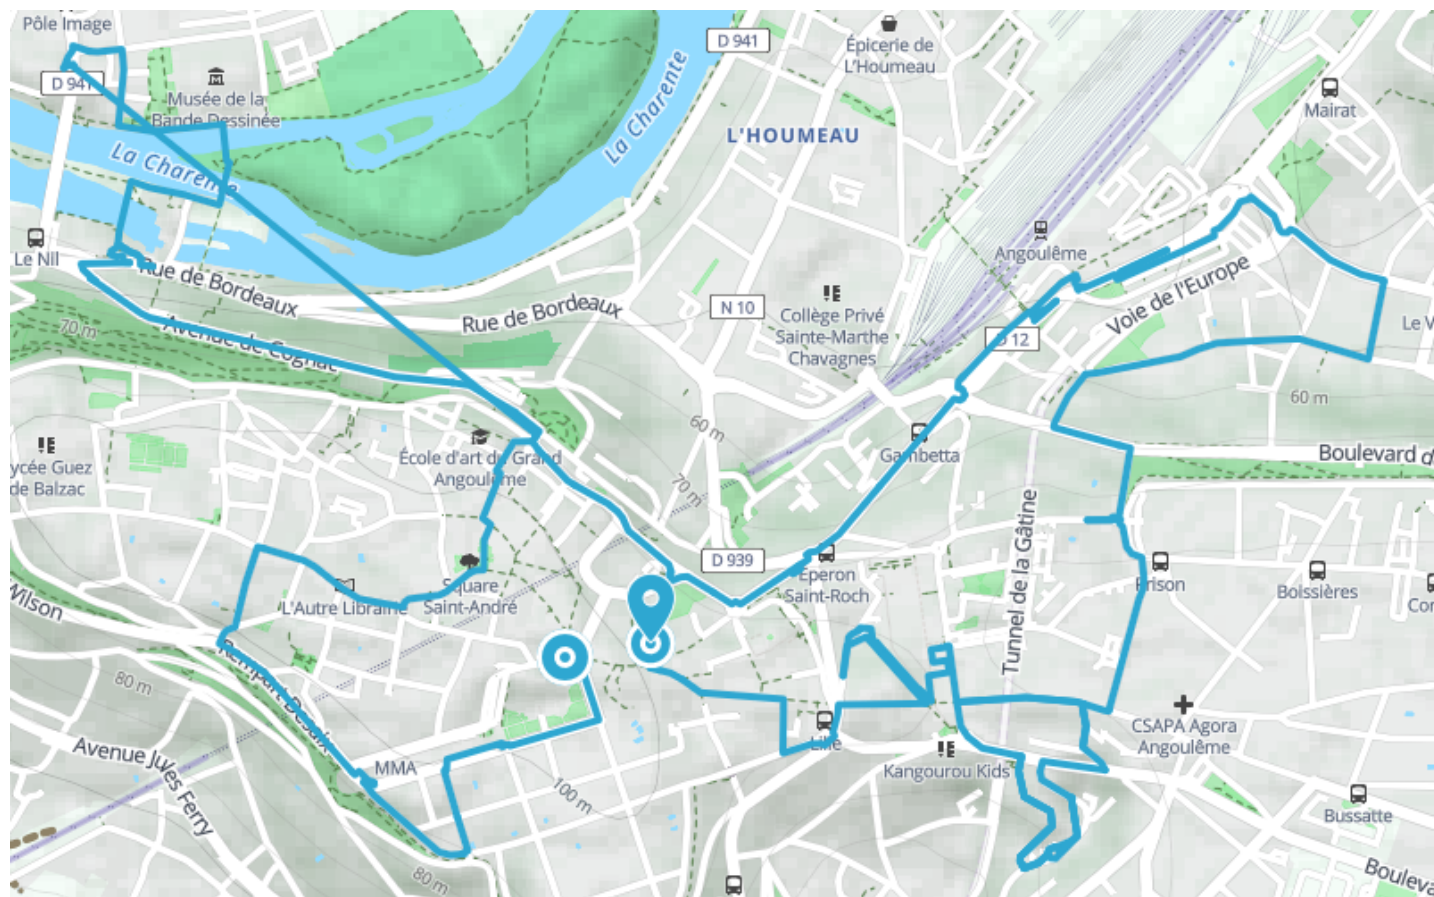 Pôle Image
D 941
D 941
Épicerie de
L'Houmeau
Mairat
Musée de la
Bande Dessinée
L'HOUMEAU
La Charente
La Charente
Le Nil
Angoulême
Rue de Bordeaux
Rue de Bordeaux
Voie de l'Europe
N 10
Collège Privé
Sainte-Marthe
Chavagnes
D 12
Le V
70 m
Avenue de Cognac
60 m
60 m
École d'art du Grand
Angoulême
Gambetta
Boulevard d
ycée Guez
de Balzac
70 m
Tunnel de la Gâtine
D 939
Éperon
Saint-Roch
Prison
Boissières
Cor
Wilson
L'Autre Librairie
Square
Saint-André
Rempart Desaix
80 m
Lille
CSAPA Agora
Angoulême
Avenue Jules Ferry
MMA
Kangourou Kids
100 m
Bussatte
80 m
Bouleva